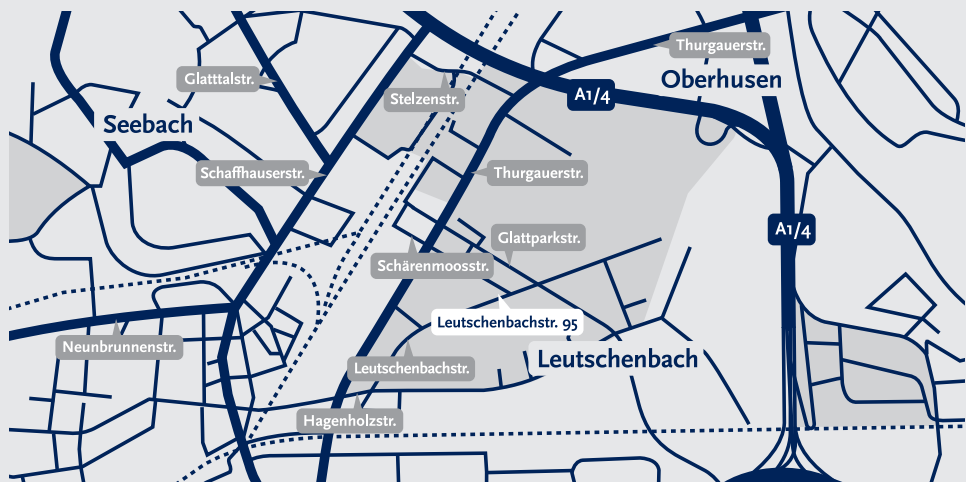 Thurgauerstr.
Glatttalstr.
Oberhusen
Stelzenstr.
A1/4
Seebach
Schaffhauserstr.
Thurgauerstr.
A1/4
Glattparkstr.
Schärenmoosstr.
Leutschenbachstr. 95
Neunbrunnenstr.
Leutschenbach
Leutschenbachstr.
Hagenholzstr.